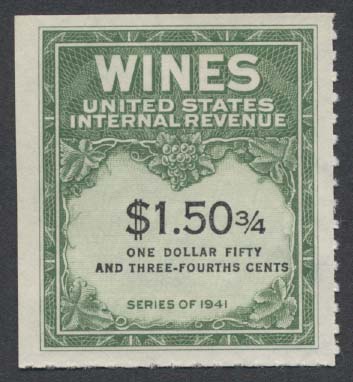 WINES
UNITED STATES
INTERNAL REVENUE
$1.50 3/4
ONE DOLLAR FIFTY
AND THREE-FOURTHS CENTS
SERIES OF 1941